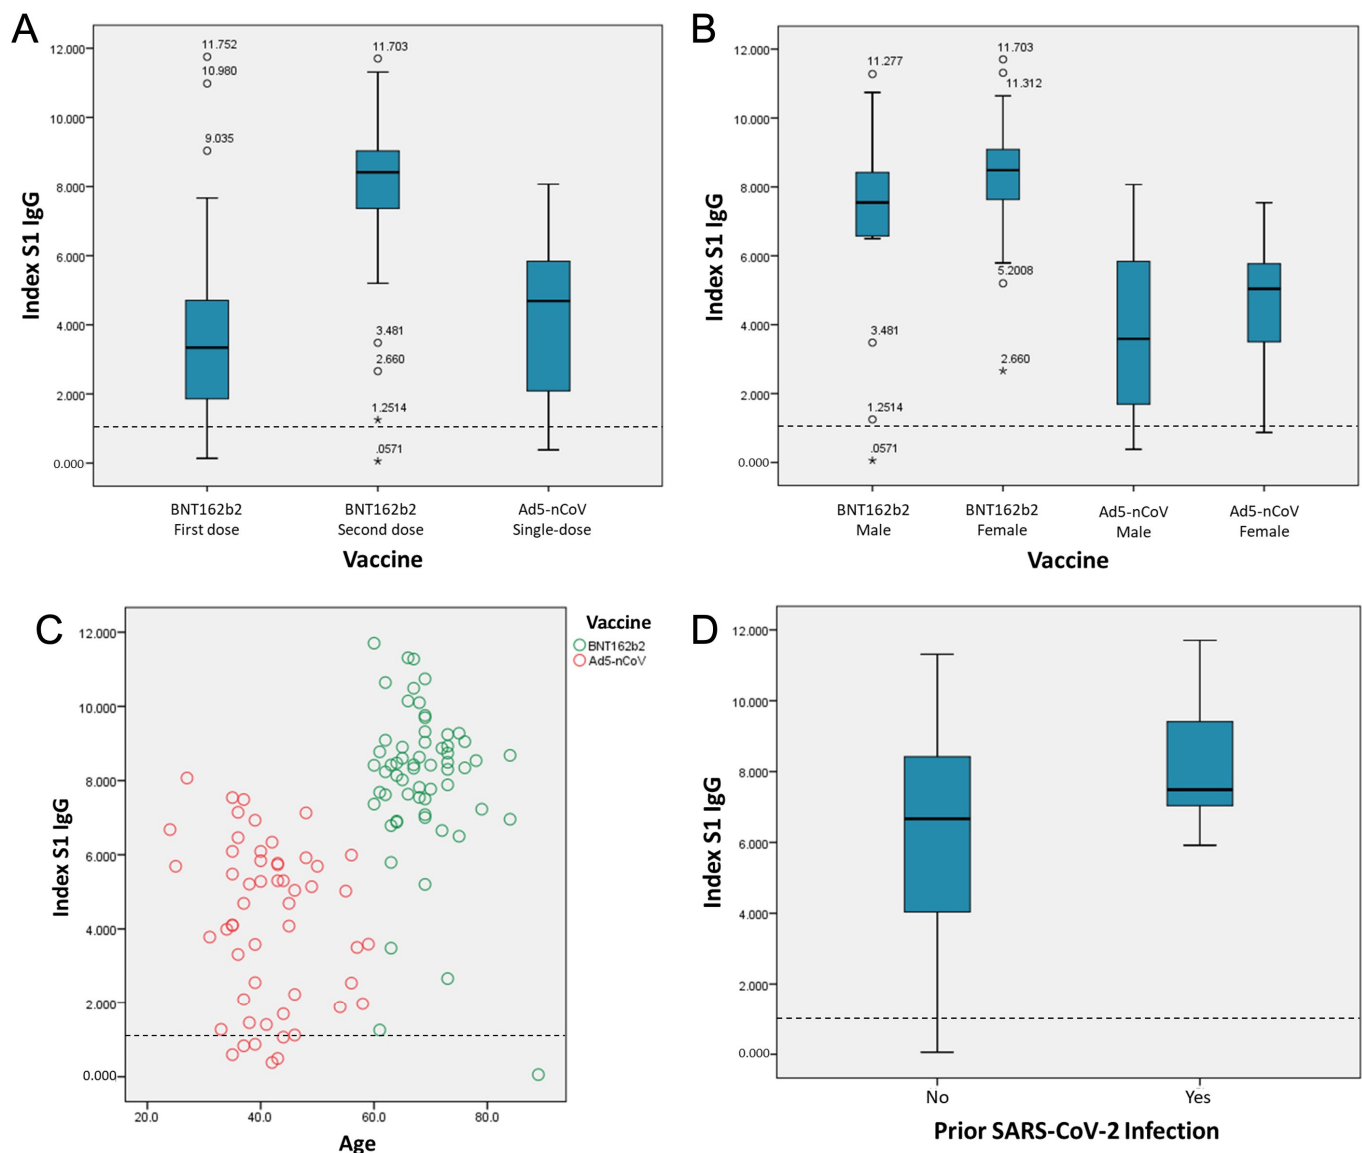 A
Index S1 IgG
12.000
10.000
8.000
6.000
4.000
2.000
0.000
11.752
10.980
9.035
11.703
3.481
2.660
1.2514
.0571
BNT162b2
First dose
BNT162b2
Second dose
Ad5-nCoV
Single-dose
Vaccine
B
Index S1 IgG
12.000
10.000
8.000
6.000
4.000
2.000
0.000
11.277
3.481
1.2514
.0571
11.703
11.312
5.2008
2.660
BNT162b2
Male
BNT162b2
Female
Ad5-nCoV
Male
Ad5-nCoV
Female
Vaccine
C
Index S1 IgG
12.000
10.000
8.000
6.000
4.000
2.000
0.000
20.0
40.0
60.0
80.0
Age
Vaccine
BNT162b2
Ad5-nCoV
D
Index S1 IgG
12.000
10.000
8.000
6.000
4.000
2.000
0.000
No
Yes
Prior SARS-CoV-2 Infection